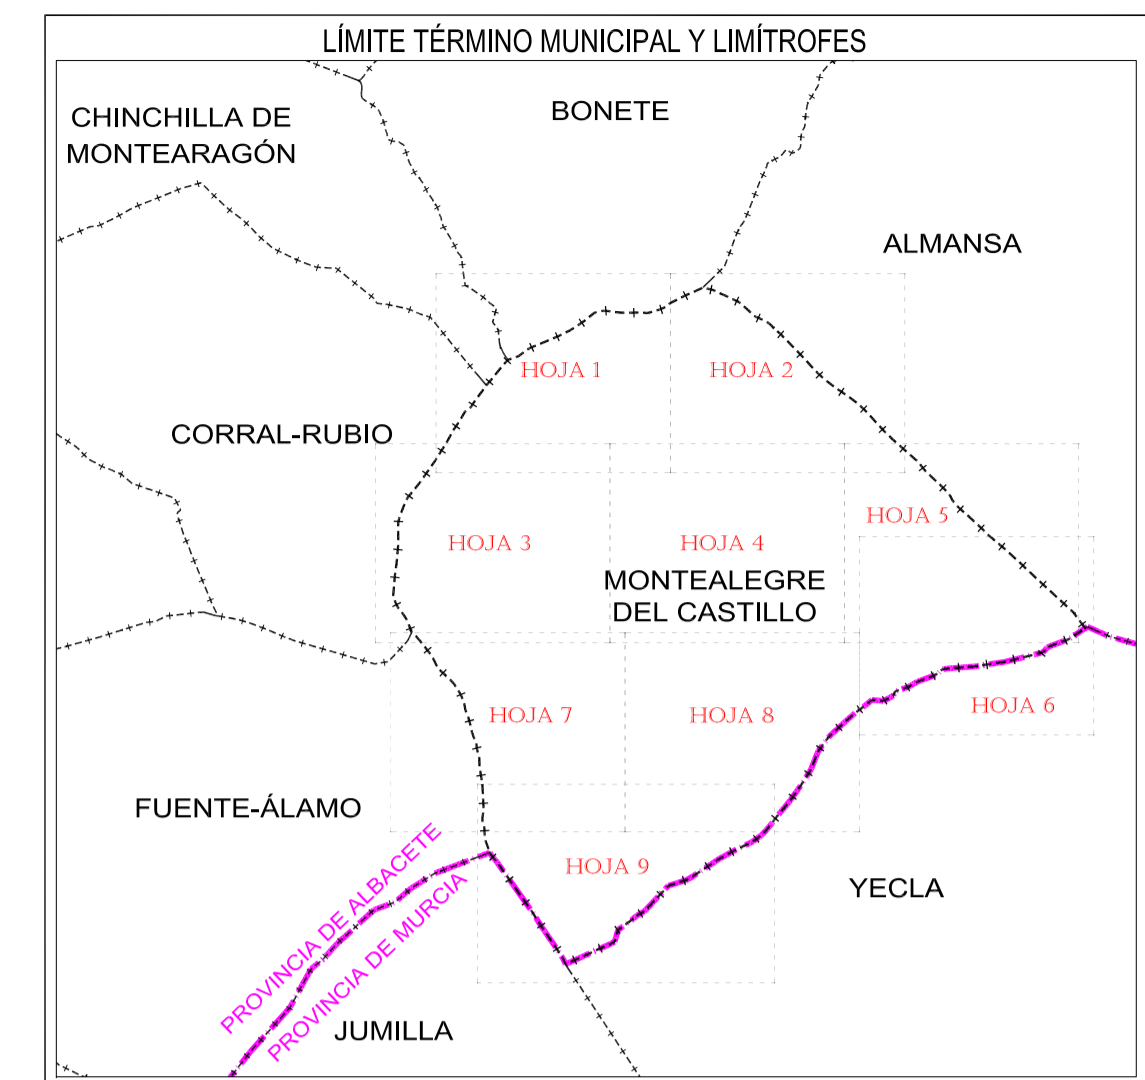 LÍMITE TÉRMINO MUNICIPAL Y LIMÍTROFES
CHINCHILLA DE
MONTEARAGÓN
BONETE
ALMANSA
HOJA 1
HOJA 2
CORRAL-RUBIO
HOJA 3
HOJA 4
HOJA 5
MONTEALEGRE
DEL CASTILLO
HOJA 7
HOJA 8
HOJA 6
FUENTE-ÁLAMO
HOJA 9
YECLA
PROVINCIA DE ALBACETE
PROVINCIA DE MURCIA
JUMILLA